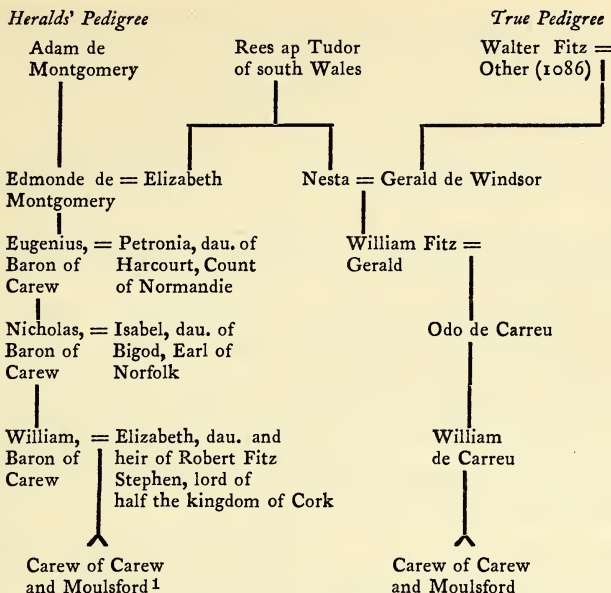 Heralds' Pedigree
True Pedigree
Adam de
Montgomery
Rees ap Tudor
of south Wales
Walter Fitz =
Other (1086)
Edmonde de = Elizabeth
Montgomery
Nesta = Gerald de Windsor
Eugenius, = Petronia, dau. of
Baron of Harcourt, Count
Carew of Normandie
William Fitz =
Gerald
Nicholas, = Isabel, dau. of
Baron of Bigod, Earl of
Carew Norfolk
Odo de Carreu
William, = Elizabeth, dau. and
Baron of heir of Robert Fitz
Carew Stephen, lord of
half the kingdom of Cork
William
de Carreu
Carew of Carew
and Moulsford 1
Carew of Carew
and Moulsford